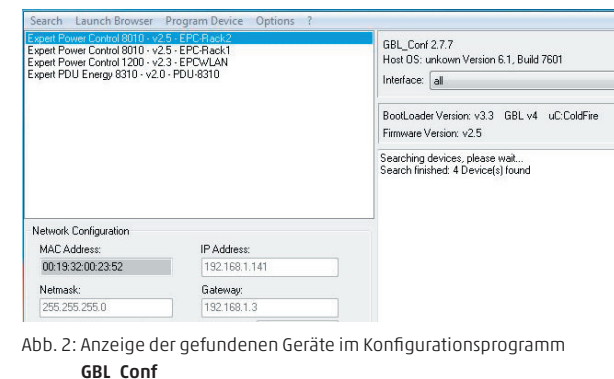 Search Launch Browser Program Device Options ?
Expert Power Control 8010 - v2.5 - EPC-Rack2
Expert Power Control 8010 - v2.5 - EPC-Rack1
Expert Power Control 1200 - v2.3 - EPCWLAN
Expert PDU Energy 8310 - v2.0 - PDU-8310
GBL_Conf 2.7.7
Host OS: unkown Version 6.1, Build 7601
Interface: all
BootLoader Version: v3.3 GBL v4 uC:ColdFire
Firmware Version: v2.5
Searching devices, please wait...
Search finished: 4 Device(s) found
Network Configuration
MAC Address: IP Address:
00:19:32:00:23:52 192.168.1.141
Netmask: Gateway:
255.255.255.0 192.168.1.3
Abb. 2: Anzeige der gefundenen Geräte im Konfigurationsprogramm
GBL_Conf